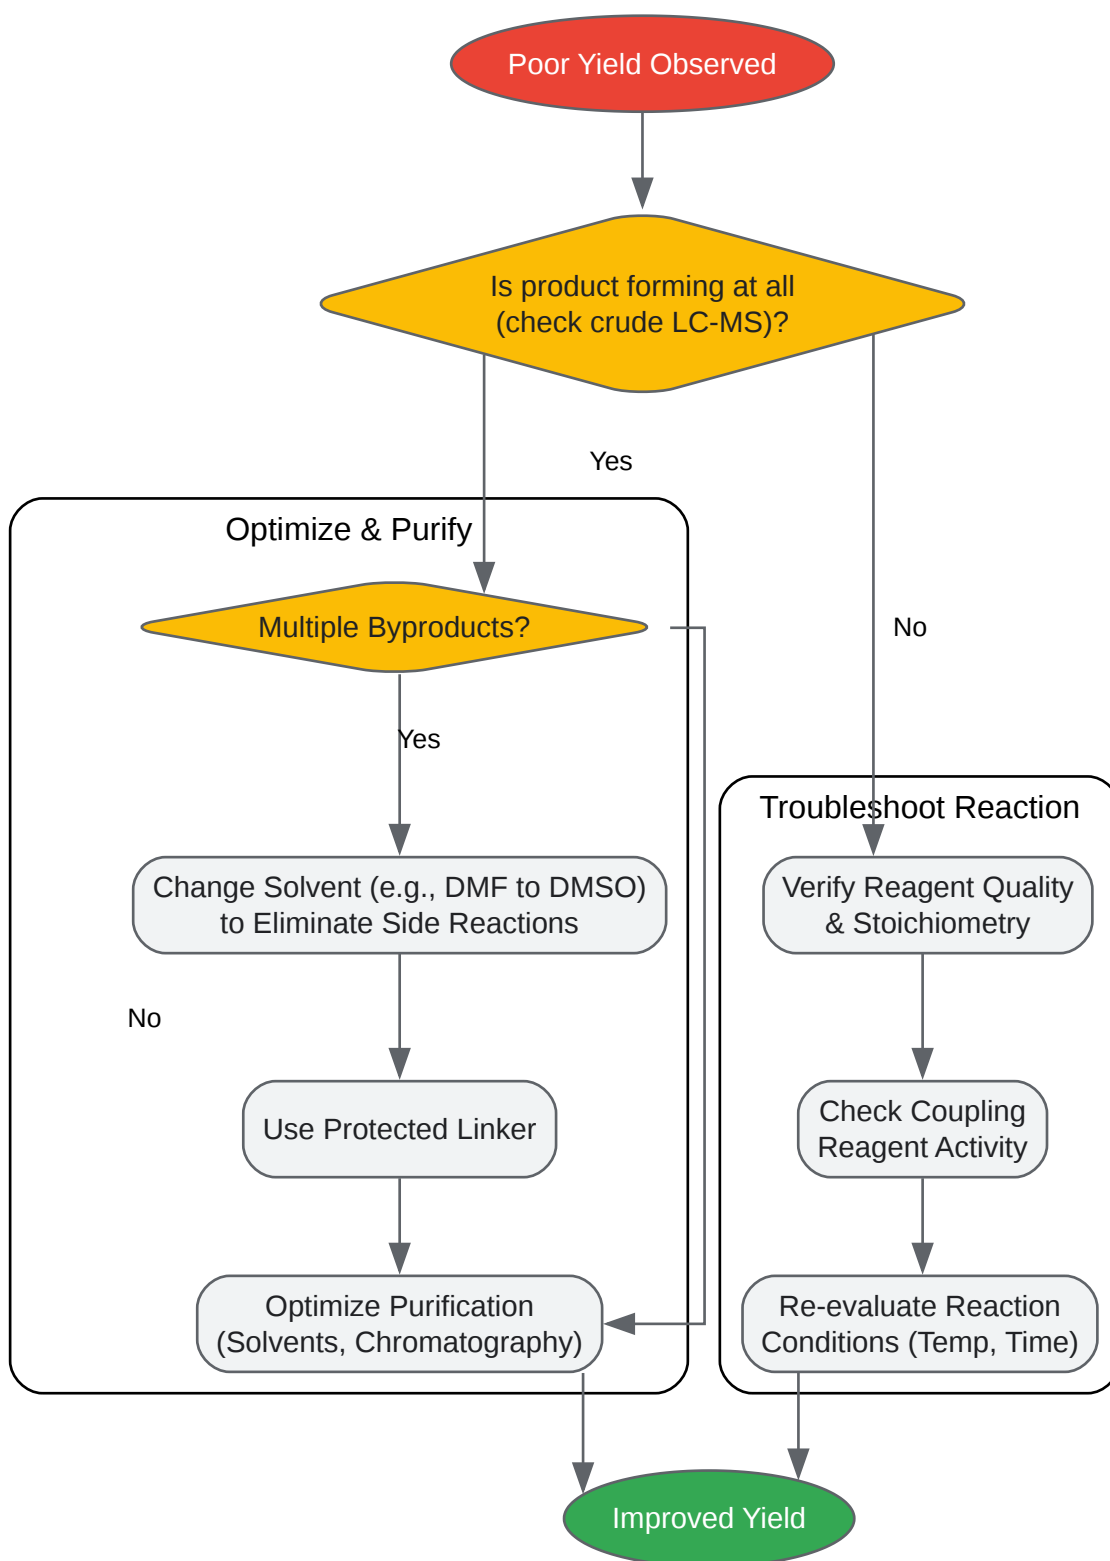 Poor Yield Observed
Is product forming at all
(check crude LC-MS)?
Yes
Optimize & Purify
Multiple Byproducts?
No
Yes
Troubleshoot Reaction
Change Solvent (e.g., DMF to DMSO)
to Eliminate Side Reactions
Verify Reagent Quality
& Stoichiometry
No
Use Protected Linker
Check Coupling
Reagent Activity
Optimize Purification
(Solvents, Chromatography)
Re-evaluate Reaction
Conditions (Temp, Time)
Improved Yield